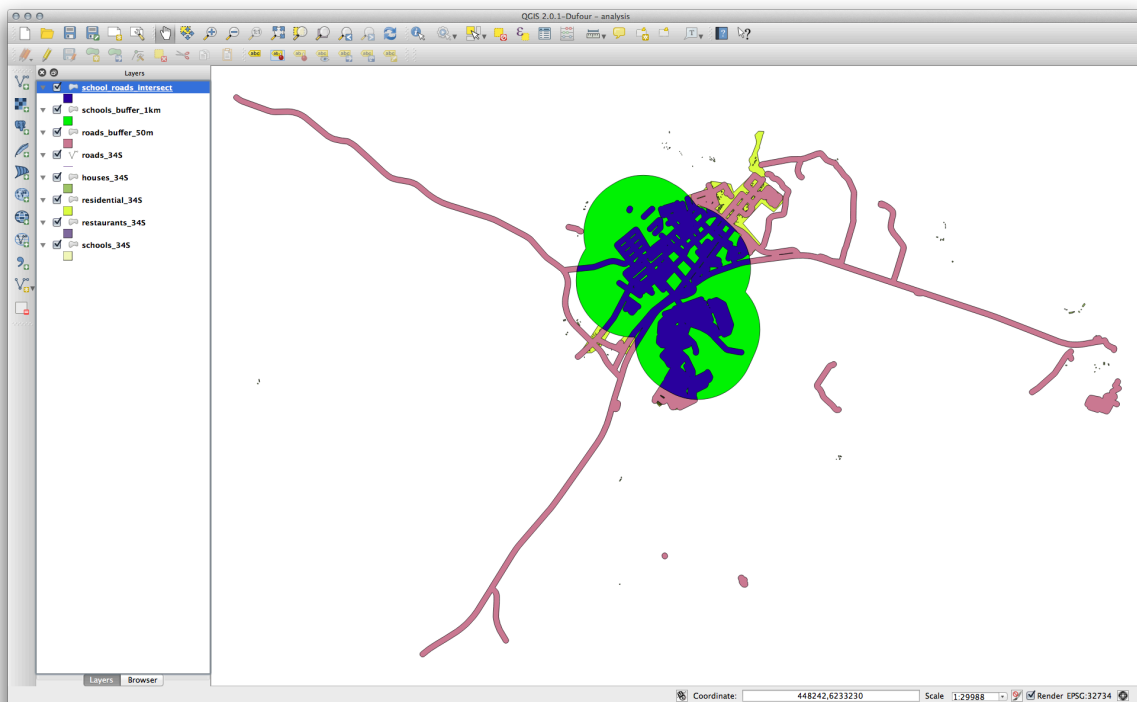 QGIS 2.0.1-Dufour - analysis
Layers
school_roads_intersect
schools_buffer_1km
roads_buffer_50m
roads_34S
houses_34S
residential_34S
restaurants_34S
schools_34S
Layers Browser
Coordinate: 448242,6233230 Scale 1:29988 Render EPSG:32734